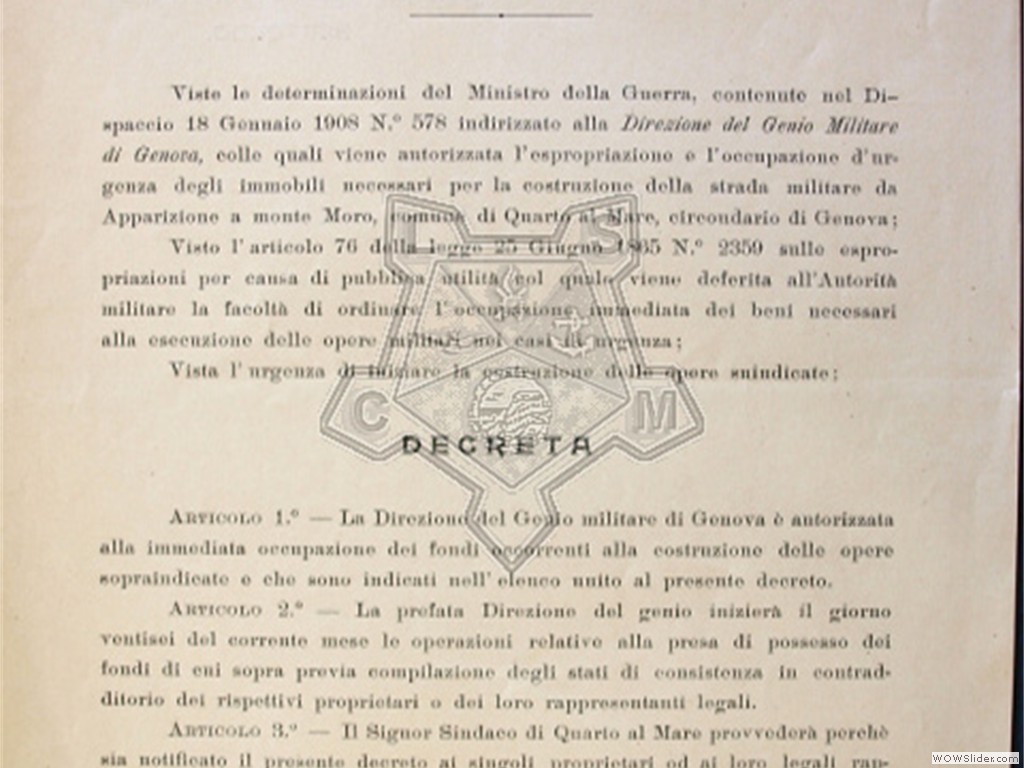 Viste le determinazioni del Ministro della Guerra, contenute nel Di-
spaccio 18 Gennaio 1908 N.° 578 indirizzato alla Direzione del Genio Militare
di Genova, colle quali viene autorizzata l'espropriazione e l'occupazione d'ur-
genza degli immobili necessari per la costruzione della strada militare da
Apparizione a monte Moro, comune di Quarto al Mare, circondario di Genova;
Visto l'articolo 76 della legge 25 Giugno 1865 N.° 2359 sulle espro-
priazioni per causa di pubblica utilità col quale viene deferita all'Autorità
militare la facoltà di ordinare l'occupazione immediata dei beni necessari
alla esecuzione delle opere militari nei casi di urgenza;
Vista l'urgenza di iniziare la costruzione delle opere suindicate;
I S
C M
DECRETA
ARTICOLO 1.° — La Direzione del Genio militare di Genova è autorizzata
alla immediata occupazione dei fondi occorrenti alla costruzione delle opere
sopraindicate e che sono indicati nell'elenco unito al presente decreto.
ARTICOLO 2.° — La prefata Direzione del genio inizierà il giorno
ventisei del corrente mese le operazioni relative alla presa di possesso dei
fondi di cui sopra previa compilazione degli stati di consistenza in contrad-
ditorio dei rispettivi proprietari o dei loro rappresentanti legali.
ARTICOLO 3.° — Il Signor Sindaco di Quarto al Mare provvederà perchè
sia notificato il presente decreto ai singoli proprietari od ai loro legali rap-
WOWSlider.com